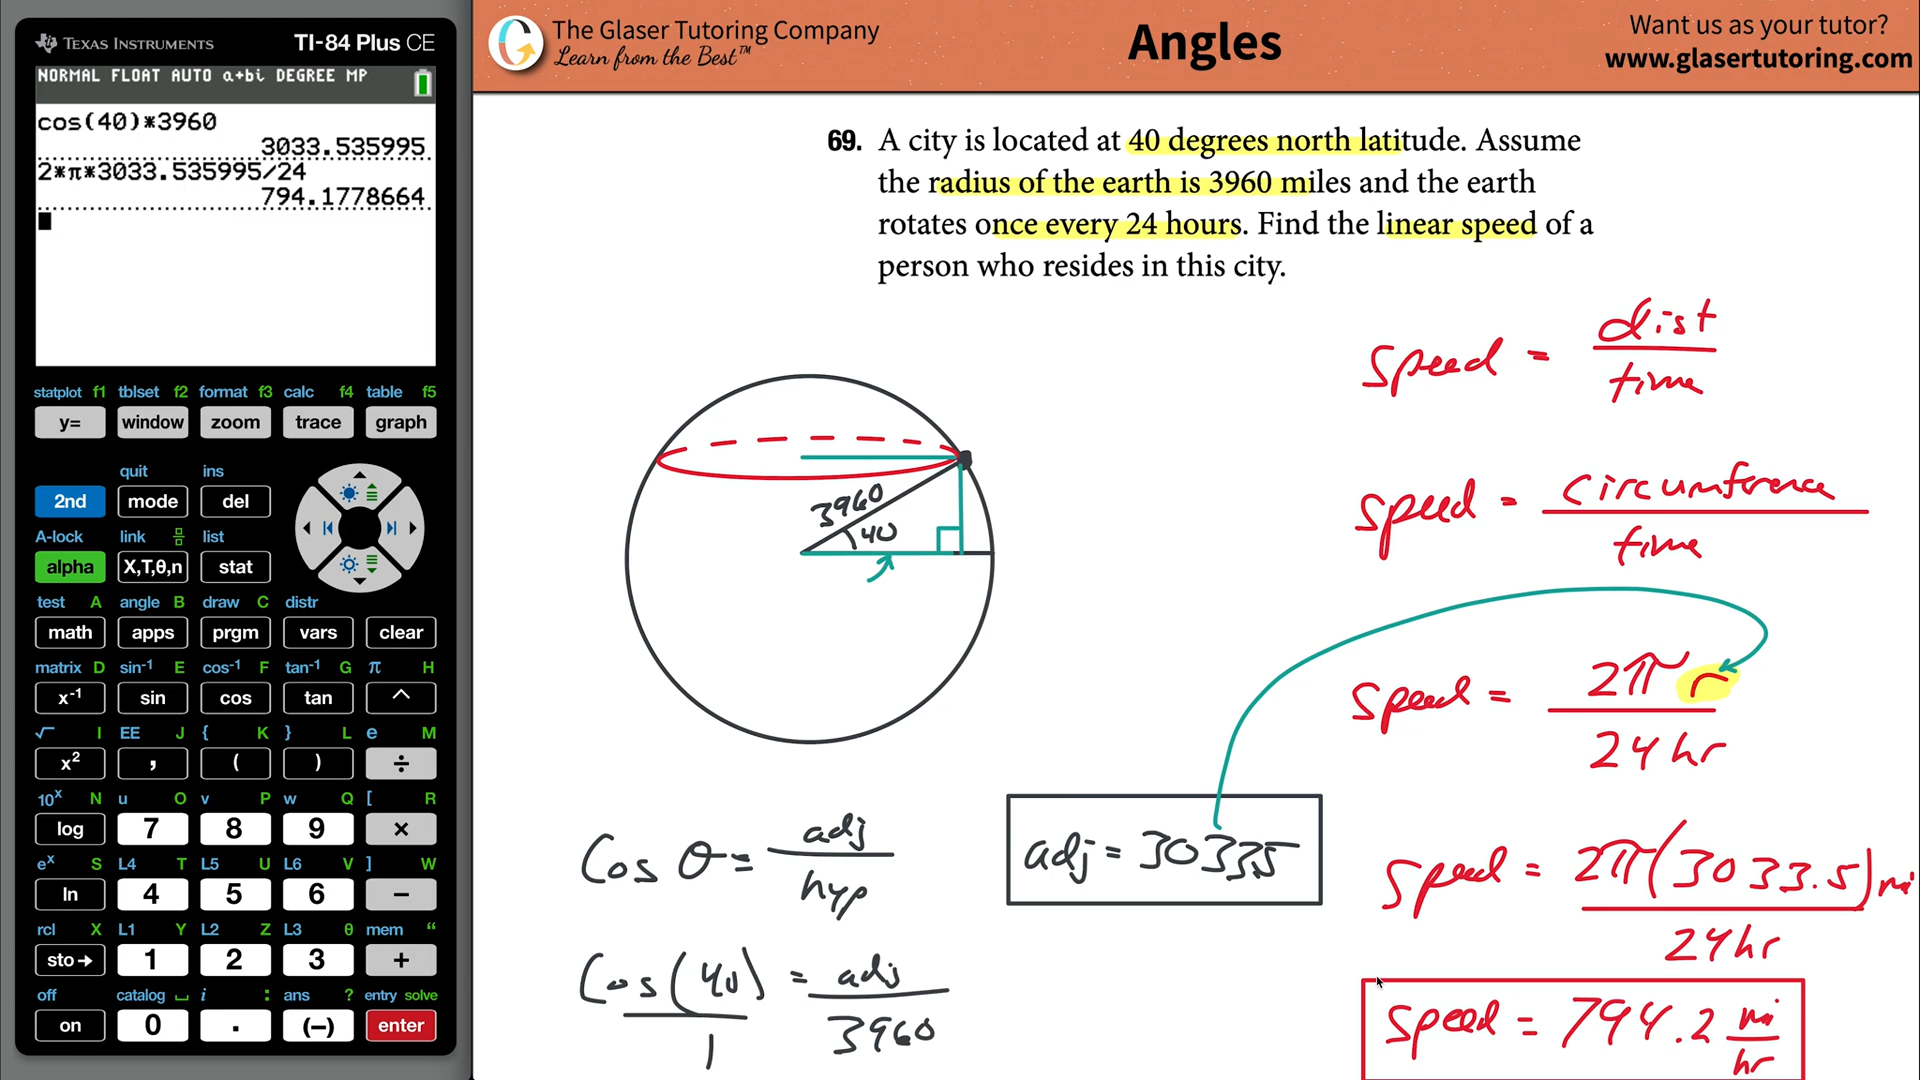 TEXAS INSTRUMENTS TI-84 Plus CE
NORMAL FLOAT AUTO a+bi DEGREE MP
cos(40)*3960
3033.535995
2*π*3033.535995/24
794.1778664
statplot f1 tblset f2 format f3 calc f4 table f5
y= window zoom trace graph
quit ins
2nd mode del
A-lock link list
alpha X,T,θ,n stat
test A angle B draw C distr
math apps prgm vars clear
matrix D sin-1 E cos-1 F tan-1 G π H
x-1 sin cos tan ^
√ I EE J { K } L e M
x² , ( ) ÷
10x N u O v P w Q [ R
log 7 8 9 ×
ex S L4 T L5 U L6 V ] W
ln 4 5 6 −
rcl X L1 Y L2 Z L3 θ mem "
sto→ 1 2 3 +
off catalog ⎵ i : ans ? entry solve
on 0 . (−) enter
The Glaser Tutoring Company
Learn from the Best™
Angles
Want us as your tutor?
www.glasertutoring.com
69. A city is located at 40 degrees north latitude. Assume
the radius of the earth is 3960 miles and the earth
rotates once every 24 hours. Find the linear speed of a
person who resides in this city.
3960
40
Cos θ = adj
hyp
Cos(40) = adj
1 3960
adj = 30335
speed = dist
time
speed = circumference
time
speed = 2π r
24 hr
speed = 2π(3033.5) mi
24 hr
speed = 794.2 mi
hr